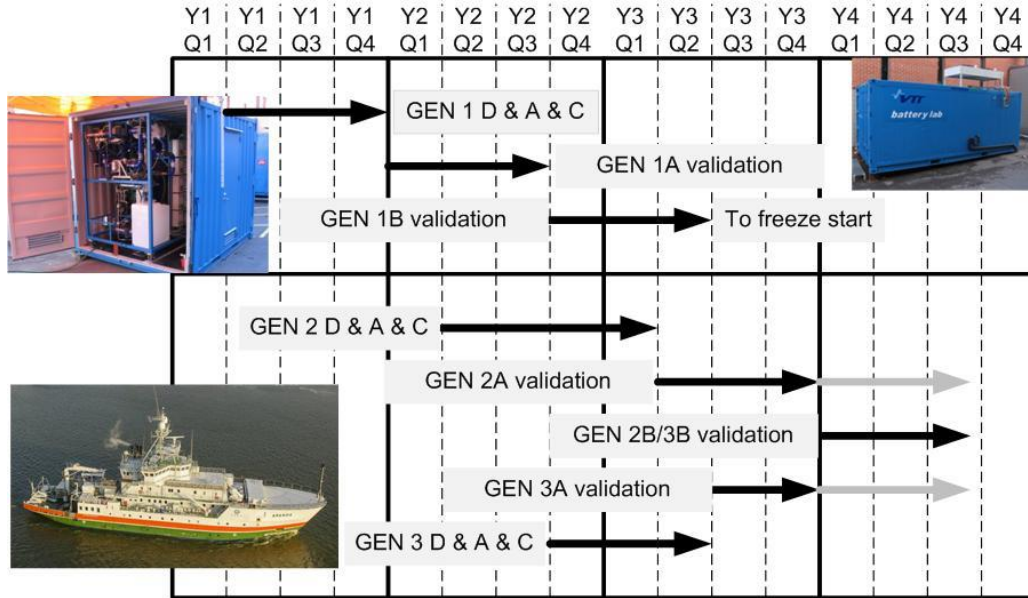 Y1 Y1 Y1 Y1 Y2 Y2 Y2 Y2 Y3 Y3 Y3 Y3 Y4 Y4 Y4 Y4
Q1 Q2 Q3 Q4 Q1 Q2 Q3 Q4 Q1 Q2 Q3 Q4 Q1 Q2 Q3 Q4
VTT
battery lab
GEN 1 D & A & C
GEN 1A validation
GEN 1B validation
To freeze start
GEN 2 D & A & C
GEN 2A validation
GEN 2B/3B validation
GEN 3A validation
GEN 3 D & A & C